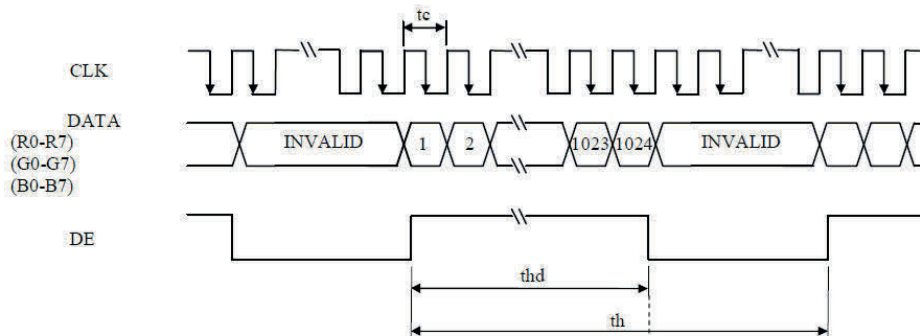 tc
CLK
DATA
(R0-R7)
(G0-G7)
(B0-B7)
INVALID 1 2 1023 1024 INVALID
DE
thd
th